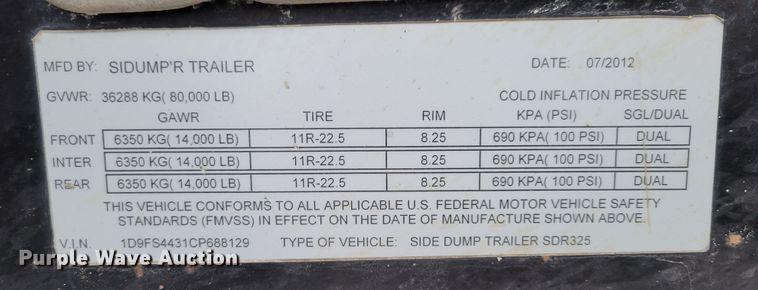 MFD BY: SIDUMP'R TRAILER DATE: 07/2012
GVWR: 36288 KG( 80,000 LB) COLD INFLATION PRESSURE
GAWR TIRE RIM KPA (PSI) SGL/DUAL
FRONT 6350 KG( 14,000 LB) 11R-22.5 8.25 690 KPA( 100 PSI) DUAL
INTER 6350 KG( 14,000 LB) 11R-22.5 8.25 690 KPA( 100 PSI) DUAL
REAR 6350 KG( 14,000 LB) 11R-22.5 8.25 690 KPA( 100 PSI) DUAL
THIS VEHICLE CONFORMS TO ALL APPLICABLE U.S. FEDERAL MOTOR VEHICLE SAFETY
STANDARDS (FMVSS) IN EFFECT ON THE DATE OF MANUFACTURE SHOWN ABOVE.
V.I.N. 1D9FS4431CP688129 TYPE OF VEHICLE: SIDE DUMP TRAILER SDR325
Purple Wave Auction